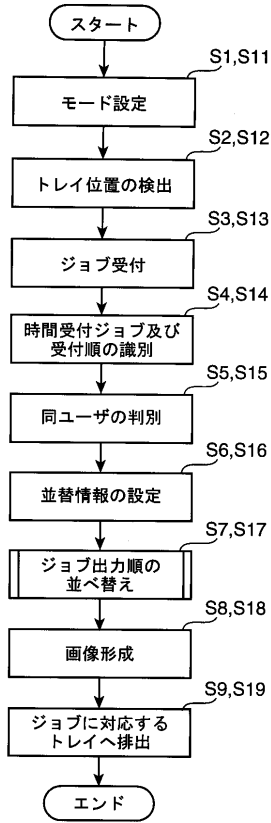 スタート
S1,S11
モード設定
S2,S12
トレイ位置の検出
S3,S13
ジョブ受付
S4,S14
時間受付ジョブ及び
受付順の識別
S5,S15
同ユーザの判別
S6,S16
並替情報の設定
S7,S17
ジョブ出力順の
並べ替え
S8,S18
画像形成
S9,S19
ジョブに対応する
トレイへ排出
エンド